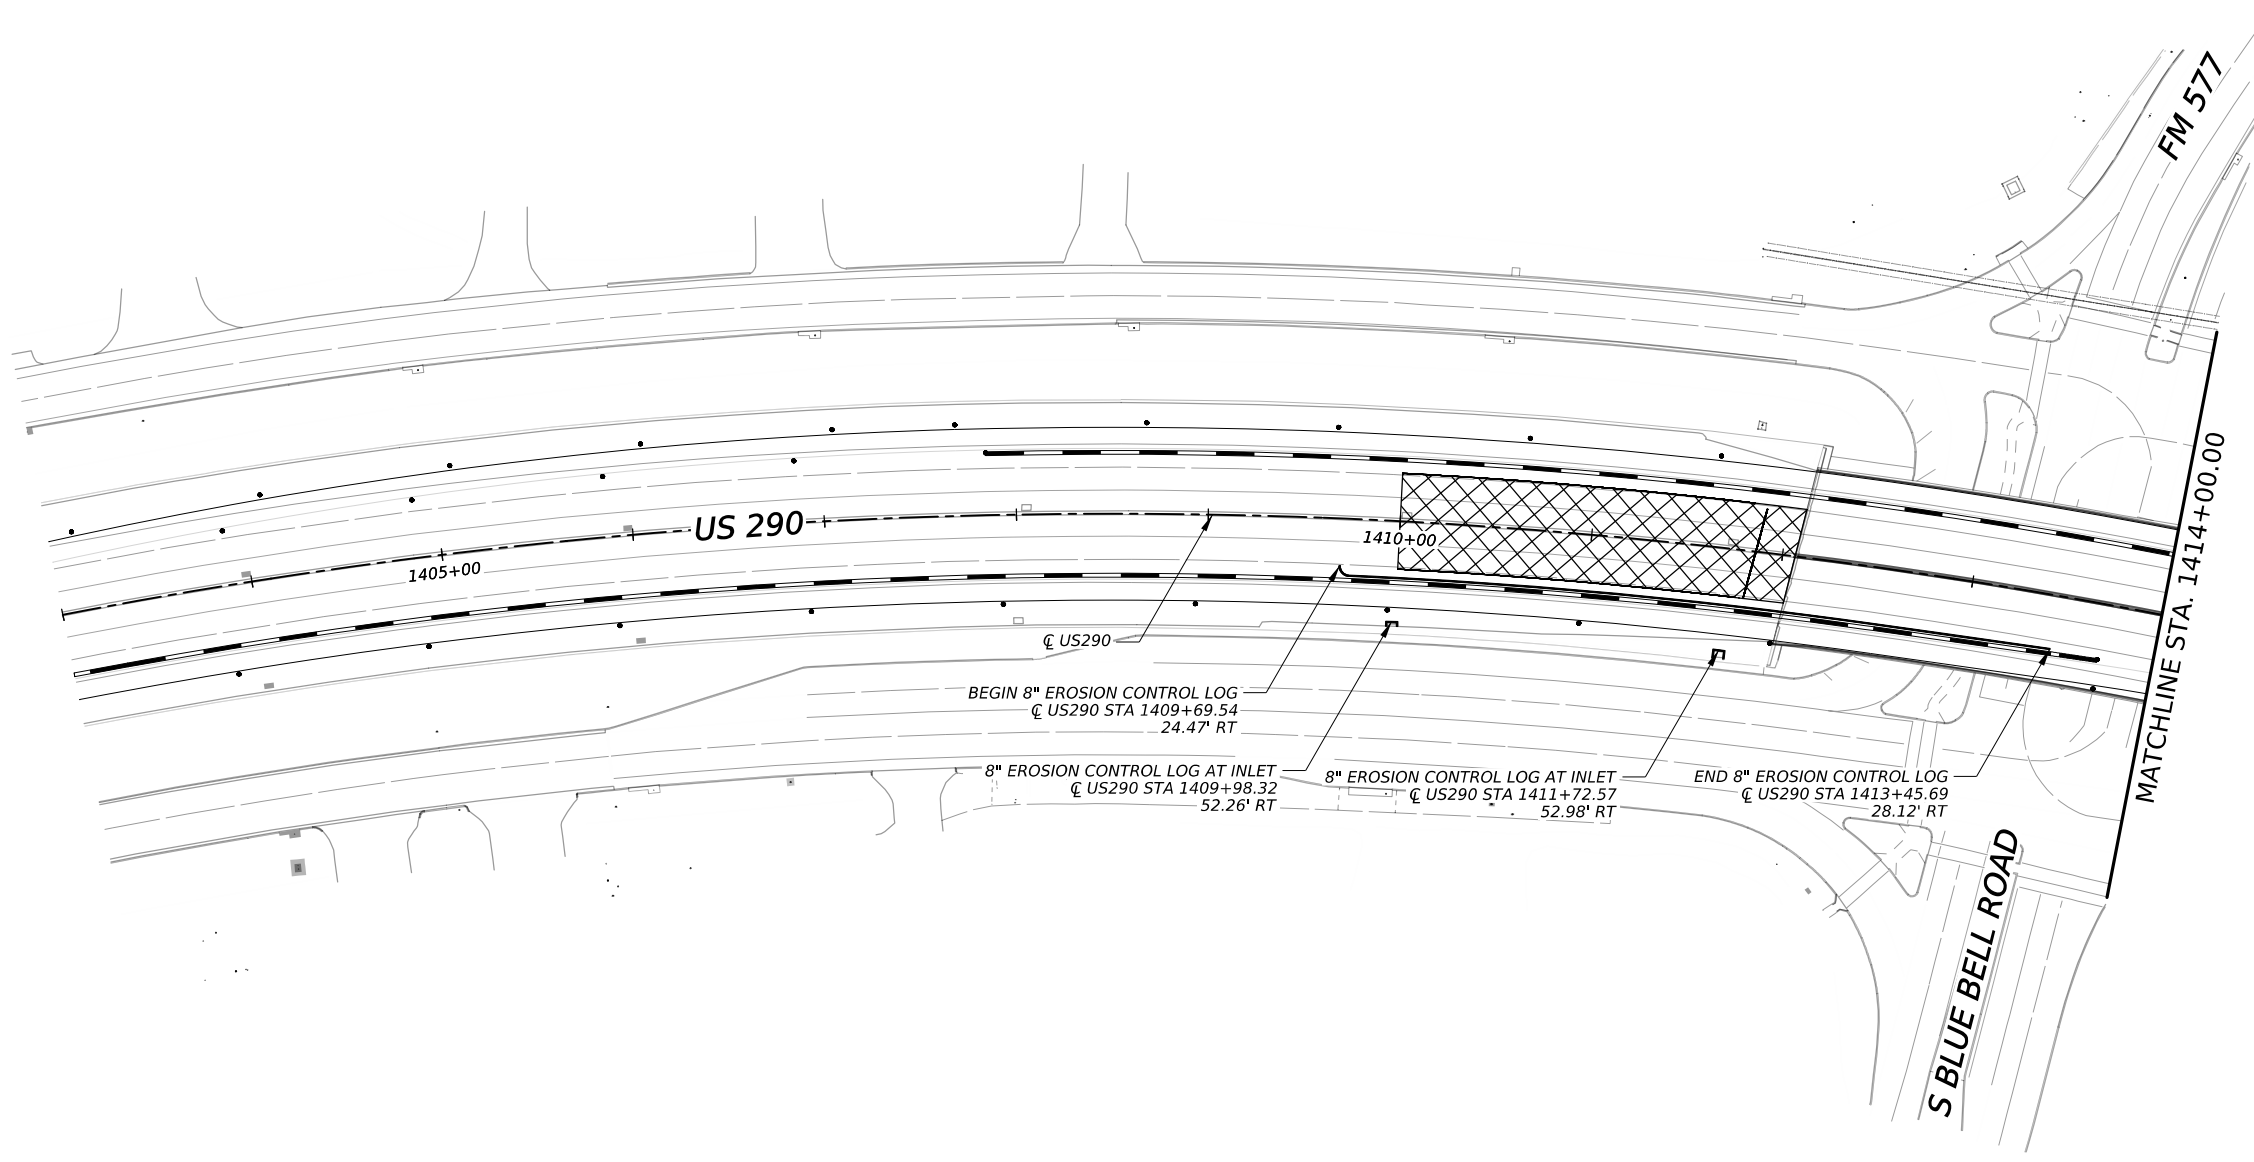 FM 577
MATCHLINE STA. 1414+00.00
US 290
1410+00
1405+00
℄ US290
BEGIN 8" EROSION CONTROL LOG
℄ US290 STA 1409+69.54
24.47' RT
8" EROSION CONTROL LOG AT INLET
℄ US290 STA 1409+98.32
52.26' RT
8" EROSION CONTROL LOG AT INLET
℄ US290 STA 1411+72.57
52.98' RT
END 8" EROSION CONTROL LOG
℄ US290 STA 1413+45.69
28.12' RT
S BLUE BELL ROAD